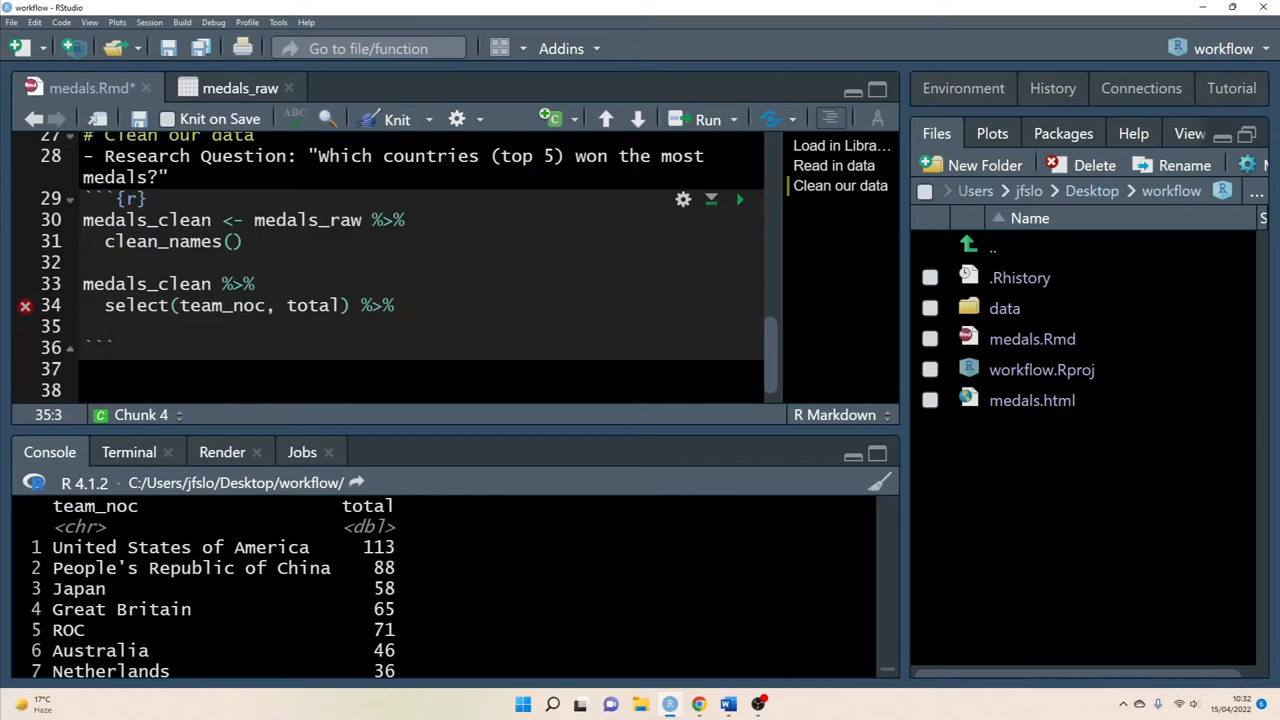 workflow - RStudio
File Edit Code View Plots Session Build Debug Profile Tools Help
Go to file/function Addins workflow
medals.Rmd* medals_raw
Knit on Save ABC Knit Run
27 # Clean our data
28 - Research Question: "Which countries (top 5) won the most
medals?"
29 ```{r}
30 medals_clean <- medals_raw %>%
31 clean_names()
32
33 medals_clean %>%
34 select(team_noc, total) %>%
35
36 ```
37
38
35:3 Chunk 4 R Markdown
Load in Libra...
Read in data
Clean our data
Console Terminal Render Jobs
R 4.1.2 · C:/Users/jfslo/Desktop/workflow/
team_noc total
<chr> <dbl>
1 United States of America 113
2 People's Republic of China 88
3 Japan 58
4 Great Britain 65
5 ROC 71
6 Australia 46
7 Netherlands 36
Environment History Connections Tutorial
Files Plots Packages Help View
New Folder Delete Rename
Users jfslo Desktop workflow ...
Name S
..
.Rhistory
data
medals.Rmd
workflow.Rproj
medals.html
17°C
Haze
10:32
15/04/2022
6